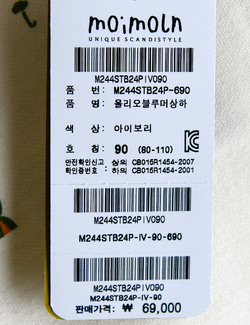 moimoln
UNIQUE SCANDISTYLE
M244STB24PIV090
품 번: M244STB24P-690
품 명: 올리오블루머상하
색 상: 아이보리
호 칭: 90 (80-110)
안전확인신고 상의 CB015R1454-2007
확인증번호 하의 CB015R1454-2001
M244STB24PIV090
M244STB24P-IV-90-690
M244STB24PIV090
M244STB24P-IV-90
판매가격: ₩ 69,000